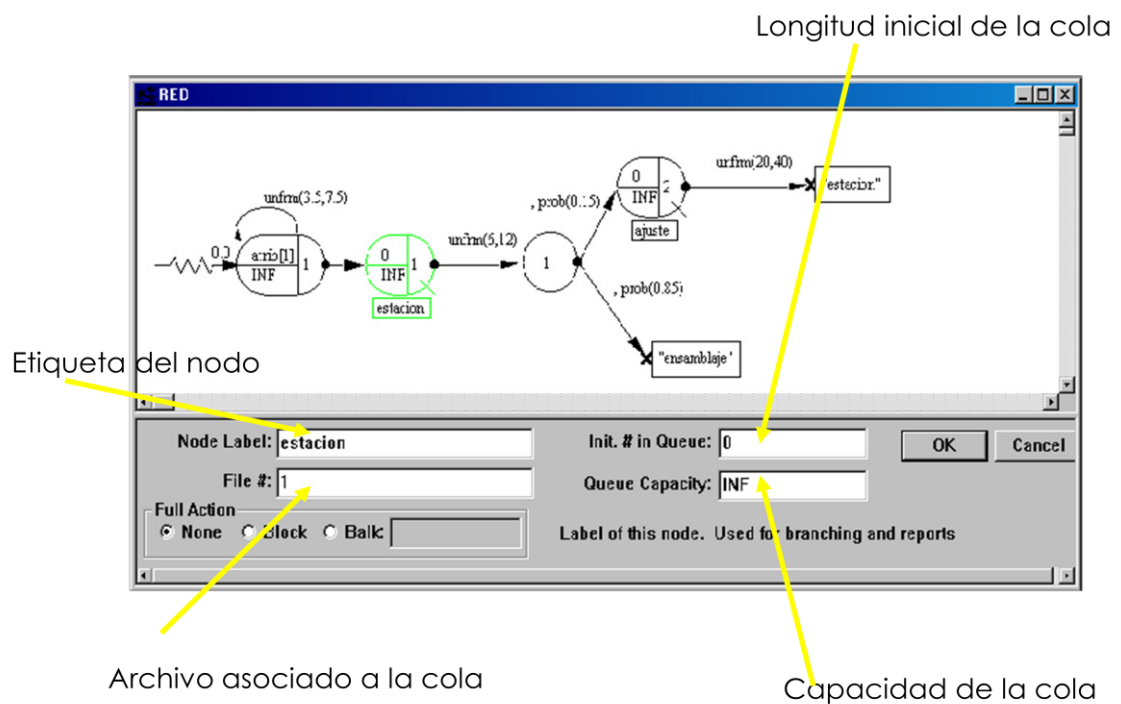 Longitud inicial de la cola
RED
unfrm(3.5,7.5)
0.0
atrib[1]
INF
1
0
INF
1
estacion
unfrm(5,12)
1
, prob(0.15)
0
INF
2
ajuste
unfrm(20,40)
"estacion"
, prob(0.85)
"ensamblaje"
Etiqueta del nodo
Node Label: estacion
Init. # in Queue: 0
OK
Cancel
File #: 1
Queue Capacity: INF
Full Action
None Block Balk:
Label of this node. Used for branching and reports
Archivo asociado a la cola
Capacidad de la cola